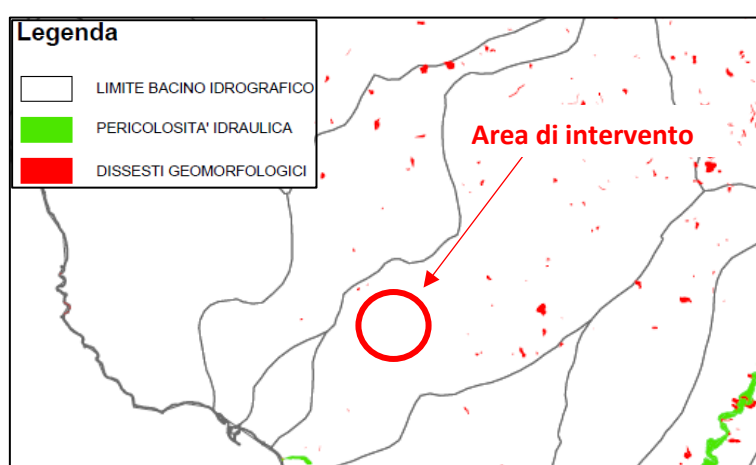 Legenda
LIMITE BACINO IDROGRAFICO
PERICOLOSITA' IDRAULICA
DISSESTI GEOMORFOLOGICI
Area di intervento